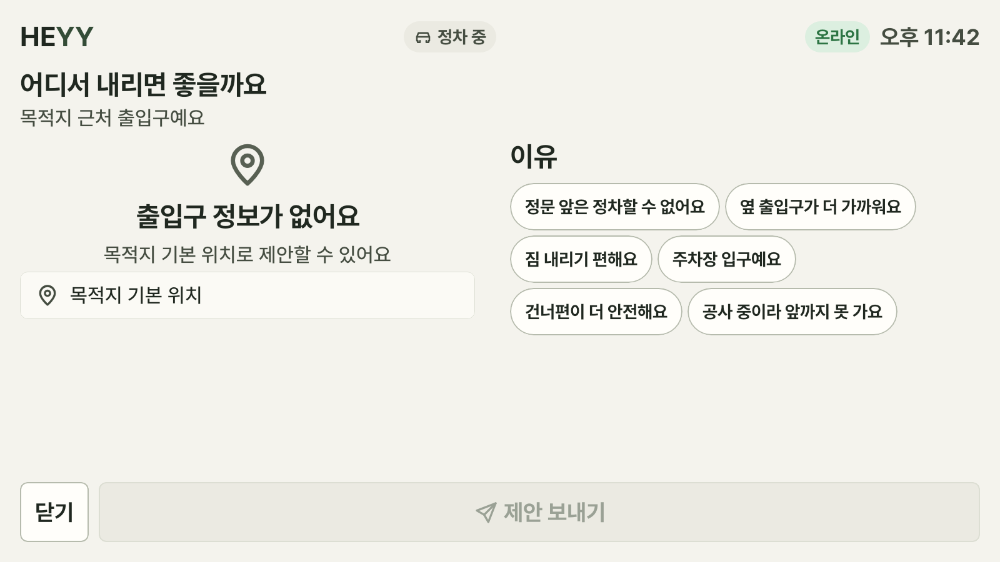 HEYY
정차 중
온라인 오후 11:42
어디서 내리면 좋을까요
목적지 근처 출입구예요
출입구 정보가 없어요
목적지 기본 위치로 제안할 수 있어요
목적지 기본 위치
이유
정문 앞은 정차할 수 없어요
옆 출입구가 더 가까워요
짐 내리기 편해요
주차장 입구예요
건너편이 더 안전해요
공사 중이라 앞까지 못 가요
닫기
제안 보내기